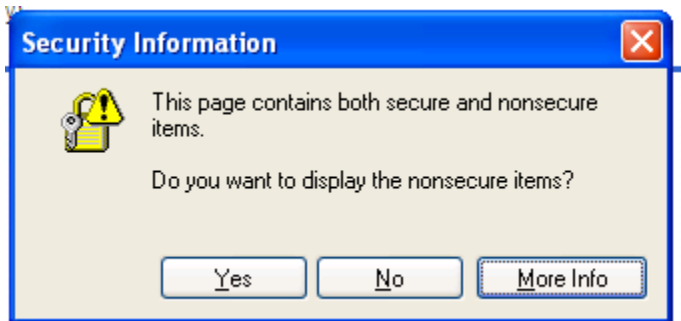 Security Information
This page contains both secure and nonsecure
items.
Do you want to display the nonsecure items?
Yes No More Info